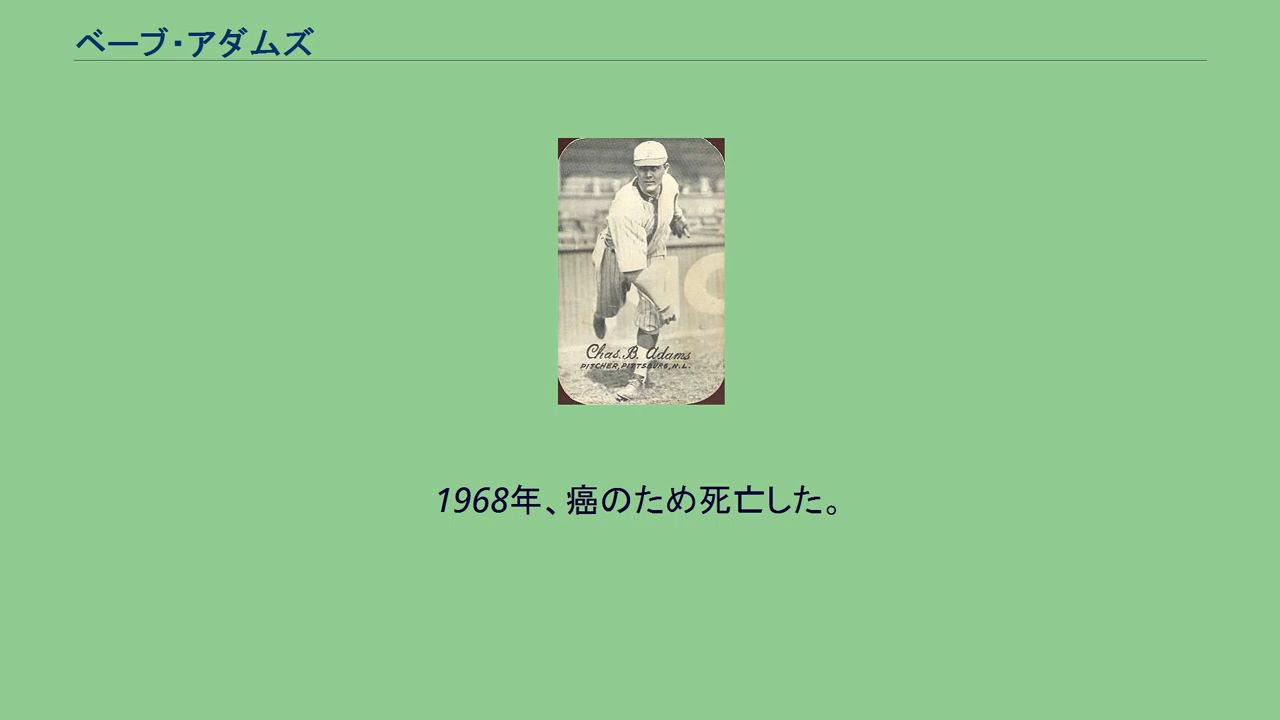 ベーブ・アダムズ
Chas. B. Adams
PITCHER, PITTSBURG, N.L.
1968年、癌のため死亡した。